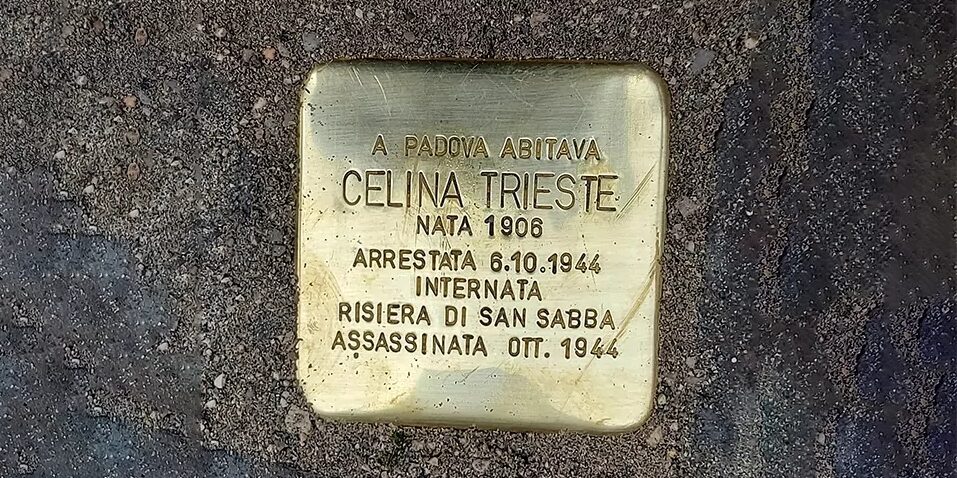 A PADOVA ABITAVA
CELINA TRIESTE
NATA 1906
ARRESTATA 6.10.1944
INTERNATA
RISIERA DI SAN SABBA
ASSASSINATA OTT. 1944